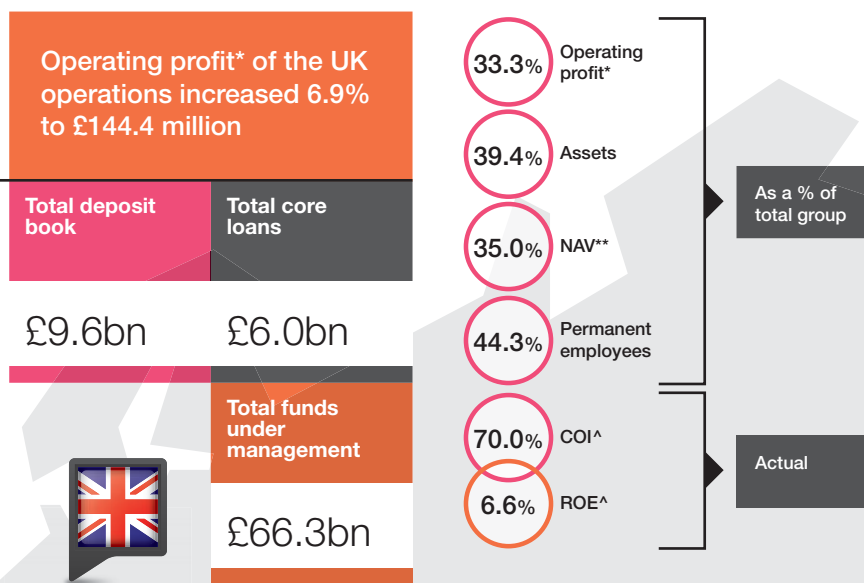 Operating profit* of the UK
operations increased 6.9%
to £144.4 million
Total deposit
book
£9.6bn
Total core
loans
£6.0bn
Total funds
under
management
£66.3bn
33.3%
Operating
profit*
39.4%
Assets
35.0%
NAV**
44.3%
Permanent
employees
As a % of
total group
70.0%
COI^
6.6%
ROE^
Actual